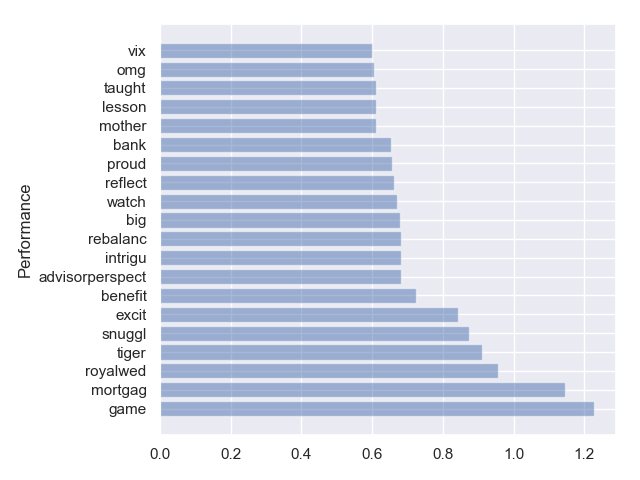 vix
omg
taught
lesson
mother
bank
proud
reflect
watch
big
rebalanc
intrigu
advisorperspect
benefit
excit
snuggl
tiger
royalwed
mortgag
game
Performance
0.0 0.2 0.4 0.6 0.8 1.0 1.2